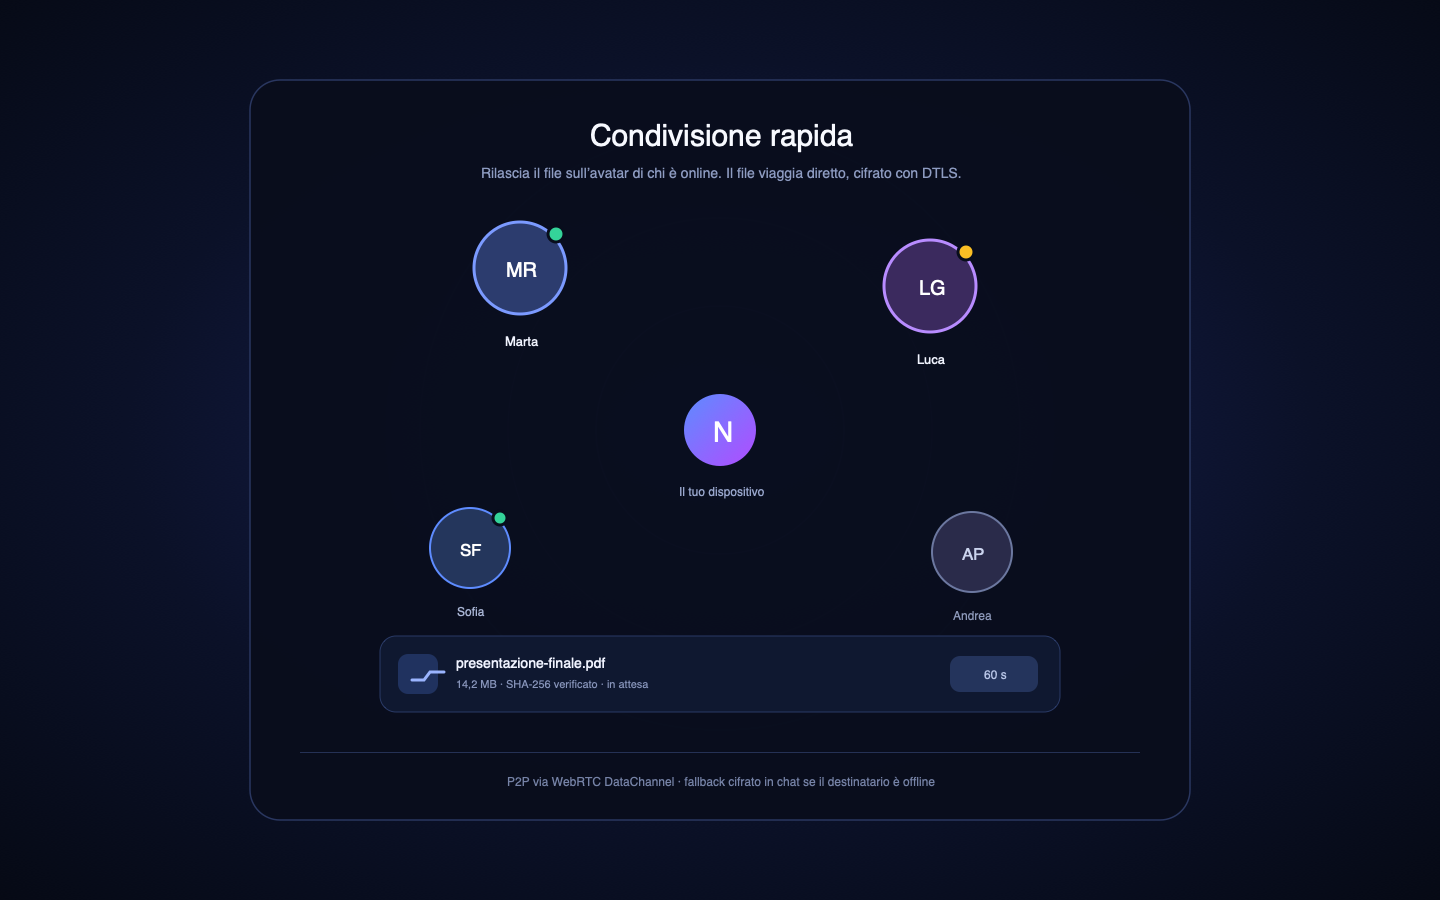 Condivisione rapida
Rilascia il file sull'avatar di chi è online. Il file viaggia diretto, cifrato con DTLS.
MR
Marta
LG
Luca
N
Il tuo dispositivo
SF
Sofia
AP
Andrea
presentazione-finale.pdf
14,2 MB · SHA-256 verificato · in attesa
60 s
P2P via WebRTC DataChannel · fallback cifrato in chat se il destinatario è offline